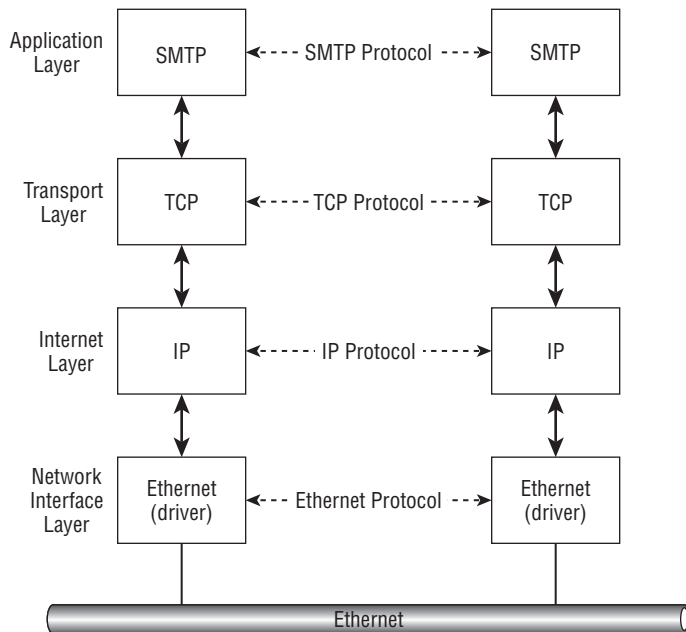 Application
Layer
SMTP
SMTP Protocol
SMTP
Transport
Layer
TCP
TCP Protocol
TCP
Internet
Layer
IP
IP Protocol
IP
Network
Interface
Layer
Ethernet
(driver)
Ethernet Protocol
Ethernet
(driver)
Ethernet